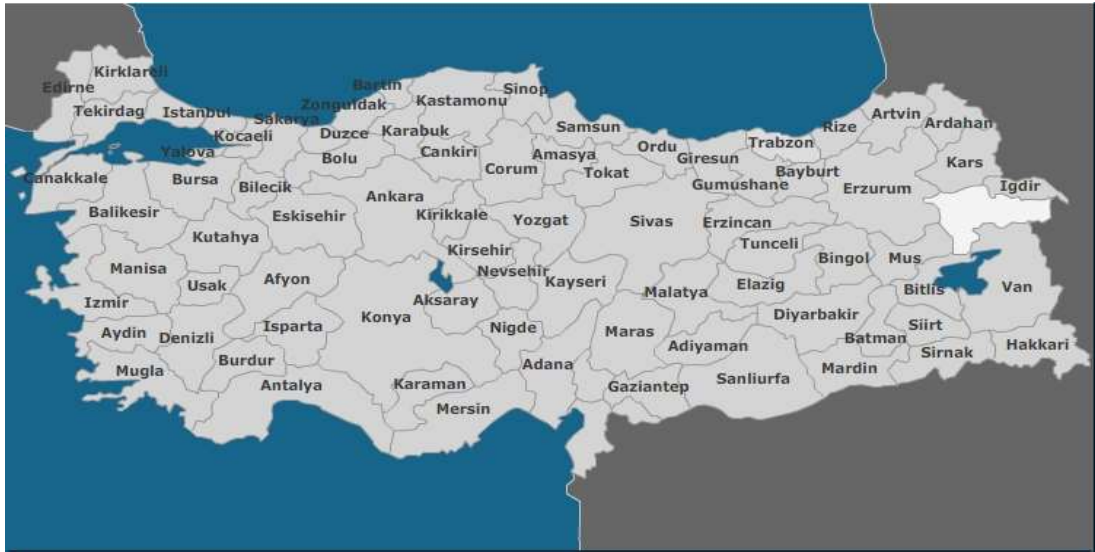 Kirklareli
Edirne
Tekirdag
Istanbul
Kocaeli
Yalova
Sakarya
Zonguldak
Bartin
Duzce
Karabuk
Kastamonu
Sinop
Samsun
Ordu
Giresun
Trabzon
Rize
Artvin
Ardahan
Kars
Igdir
Canakkale
Bursa
Bilecik
Bolu
Cankiri
Corum
Amasya
Tokat
Gumushane
Bayburt
Erzurum
Balikesir
Kutahya
Eskisehir
Ankara
Kirikkale
Yozgat
Sivas
Erzincan
Tunceli
Bingol
Mus
Manisa
Usak
Afyon
Kirsehir
Nevsehir
Kayseri
Malatya
Elazig
Bitlis
Van
Izmir
Aydin
Denizli
Isparta
Konya
Aksaray
Nigde
Maras
Adiyaman
Diyarbakir
Batman
Siirt
Sirnak
Hakkari
Mugla
Burdur
Antalya
Karaman
Mersin
Adana
Gaziantep
Sanliurfa
Mardin